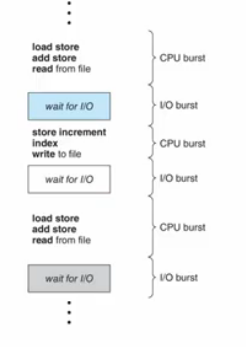 load store
add store
read from file
CPU burst
wait for I/O
I/O burst
store increment
index
write to file
CPU burst
wait for I/O
I/O burst
load store
add store
read from file
CPU burst
wait for I/O
I/O burst